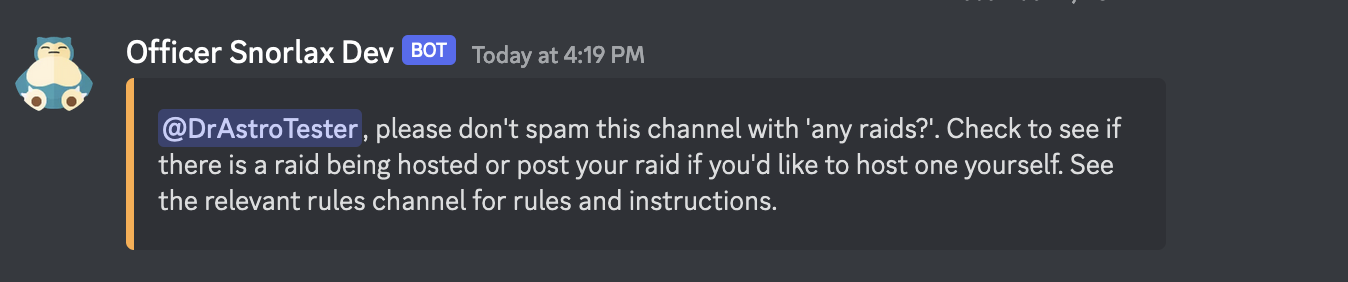 Officer Snorlax Dev BOT Today at 4:19 PM
@DrAstroTester, please don't spam this channel with 'any raids?'. Check to see if
there is a raid being hosted or post your raid if you'd like to host one yourself. See
the relevant rules channel for rules and instructions.